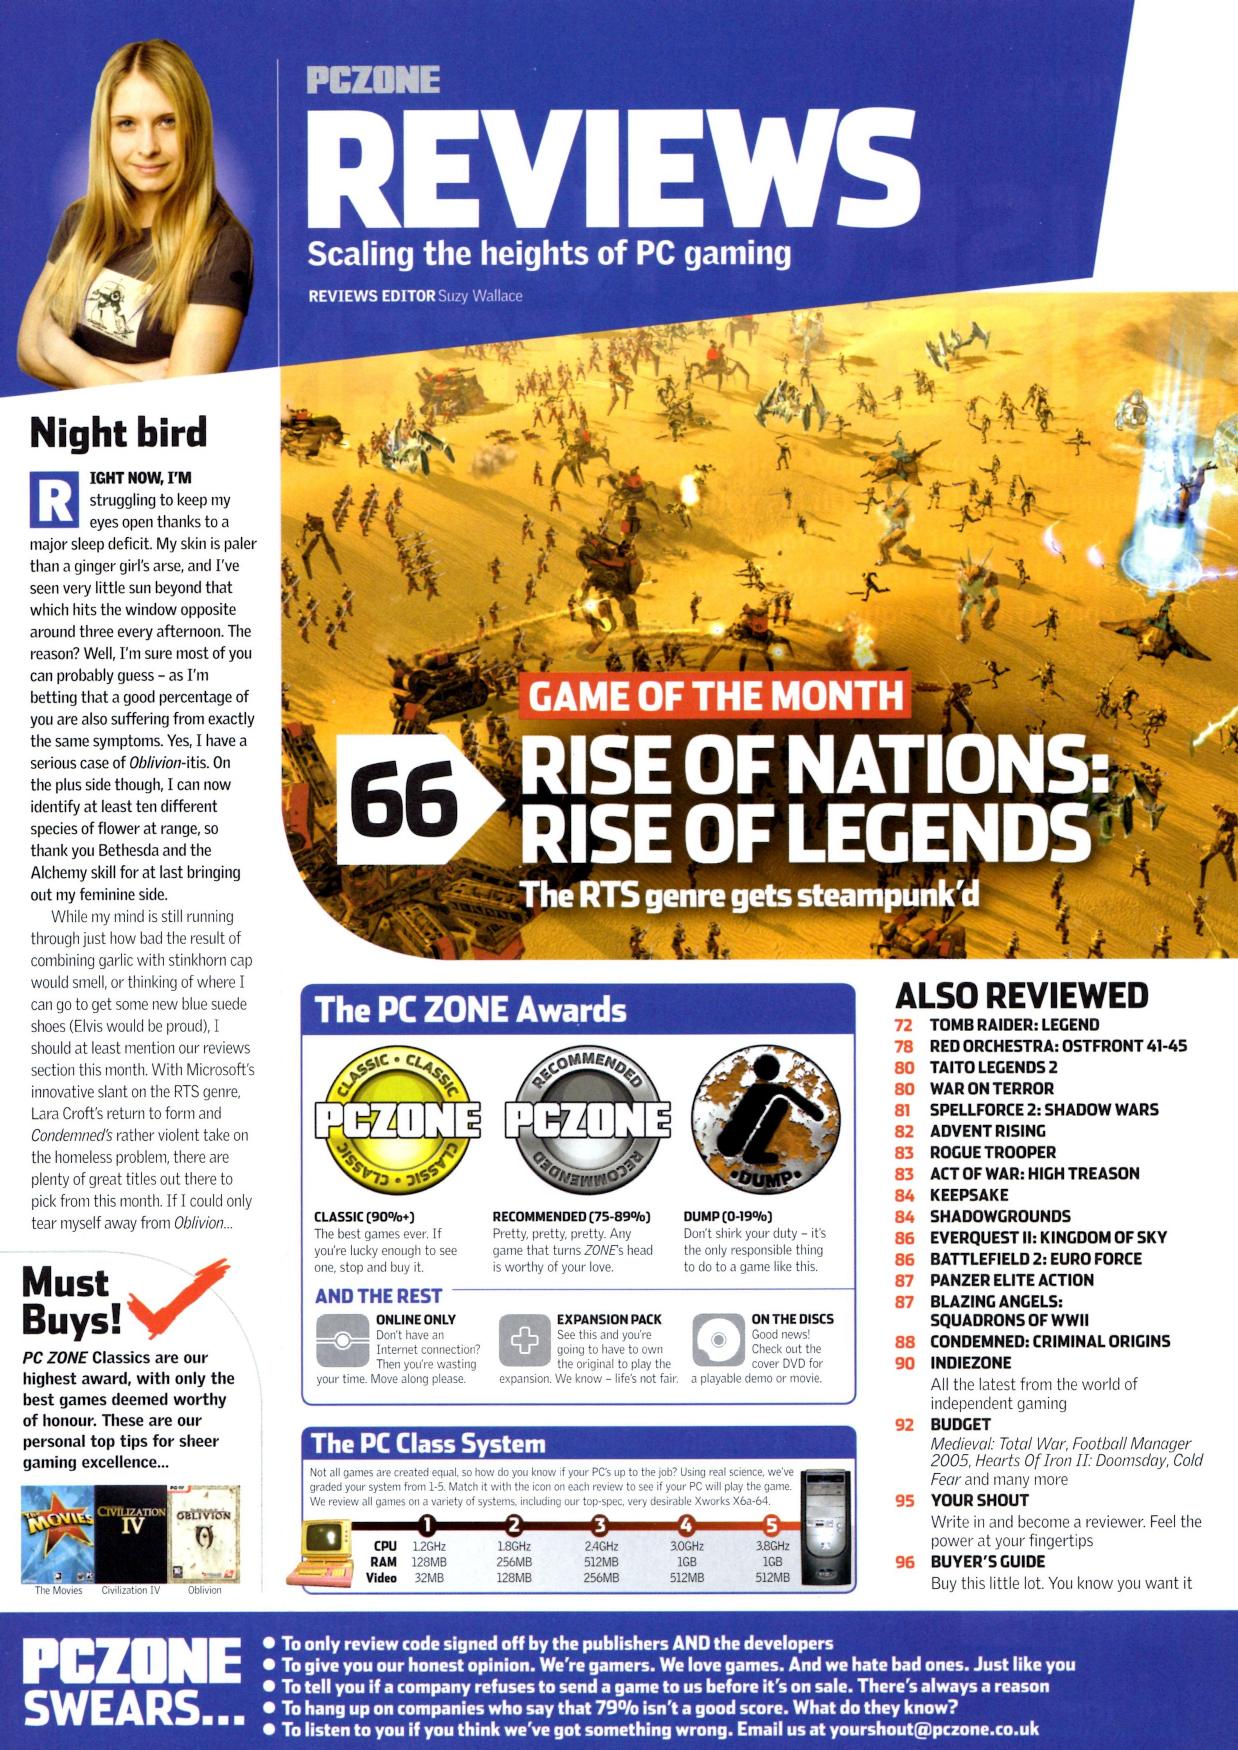 PCZONE
REVIEWS
Scaling the heights of PC gaming
REVIEWS EDITOR Suzy Wallace
Night bird
RIGHT NOW, I'M
struggling to keep my
eyes open thanks to a
major sleep deficit. My skin is paler
than a ginger girl's arse, and I've
seen very little sun beyond that
which hits the window opposite
around three every afternoon. The
reason? Well, I'm sure most of you
can probably guess – as I'm
betting that a good percentage of
you are also suffering from exactly
the same symptoms. Yes, I have a
serious case of Oblivion-itis. On
the plus side though, I can now
identify at least ten different
species of flower at range, so
thank you Bethesda and the
Alchemy skill for at last bringing
out my feminine side.
While my mind is still running
through just how bad the result of
combining garlic with stinkhorn cap
would smell, or thinking of where I
can go to get some new blue suede
shoes (Elvis would be proud), I
should at least mention our reviews
section this month. With Microsoft's
innovative slant on the RTS genre,
Lara Croft's return to form and
Condemned's rather violent take on
the homeless problem, there are
plenty of great titles out there to
pick from this month. If I could only
tear myself away from Oblivion...
Must
Buys!
PC ZONE Classics are our
highest award, with only the
best games deemed worthy
of honour. These are our
personal top tips for sheer
gaming excellence...
THE MOVIES
CIVILIZATION
IV
OBLIVION
The Movies Civilization IV Oblivion
GAME OF THE MONTH
66
RISE OF NATIONS:
RISE OF LEGENDS
The RTS genre gets steampunk'd
The PC ZONE Awards
CLASSIC • CLASSIC
PCZONE
CLASSIC • CLASSIC
RECOMMENDED
PCZONE
RECOMMENDED
•DUMP•
CLASSIC (90%+)
The best games ever. If
you're lucky enough to see
one, stop and buy it.
RECOMMENDED (75-89%)
Pretty, pretty, pretty. Any
game that turns ZONE's head
is worthy of your love.
DUMP (0-19%)
Don't shirk your duty – it's
the only responsible thing
to do to a game like this.
AND THE REST
ONLINE ONLY
Don't have an
Internet connection?
Then you're wasting
your time. Move along please.
EXPANSION PACK
See this and you're
going to have to own
the original to play the
expansion. We know – life's not fair.
ON THE DISCS
Good news!
Check out the
cover DVD for
a playable demo or movie.
The PC Class System
Not all games are created equal, so how do you know if your PC's up to the job? Using real science, we've
graded your system from 1-5. Match it with the icon on each review to see if your PC will play the game.
We review all games on a variety of systems, including our top-spec, very desirable Xworks X6a-64.
1 2 3 4 5
CPU 1.2GHz 1.8GHz 2.4GHz 3.0GHz 3.8GHz
RAM 128MB 256MB 512MB 1GB 1GB
Video 32MB 128MB 256MB 512MB 512MB
ALSO REVIEWED
72 TOMB RAIDER: LEGEND
78 RED ORCHESTRA: OSTFRONT 41-45
80 TAITO LEGENDS 2
80 WAR ON TERROR
81 SPELLFORCE 2: SHADOW WARS
82 ADVENT RISING
83 ROGUE TROOPER
83 ACT OF WAR: HIGH TREASON
84 KEEPSAKE
84 SHADOWGROUNDS
86 EVERQUEST II: KINGDOM OF SKY
86 BATTLEFIELD 2: EURO FORCE
87 PANZER ELITE ACTION
87 BLAZING ANGELS:
SQUADRONS OF WWII
88 CONDEMNED: CRIMINAL ORIGINS
90 INDIEZONE
All the latest from the world of
independent gaming
92 BUDGET
Medieval: Total War, Football Manager
2005, Hearts Of Iron II: Doomsday, Cold
Fear and many more
95 YOUR SHOUT
Write in and become a reviewer. Feel the
power at your fingertips
96 BUYER'S GUIDE
Buy this little lot. You know you want it
PCZONE
SWEARS...
● To only review code signed off by the publishers AND the developers
● To give you our honest opinion. We're gamers. We love games. And we hate bad ones. Just like you
● To tell you if a company refuses to send a game to us before it's on sale. There's always a reason
● To hang up on companies who say that 79% isn't a good score. What do they know?
● To listen to you if you think we've got something wrong. Email us at yourshout@pczone.co.uk